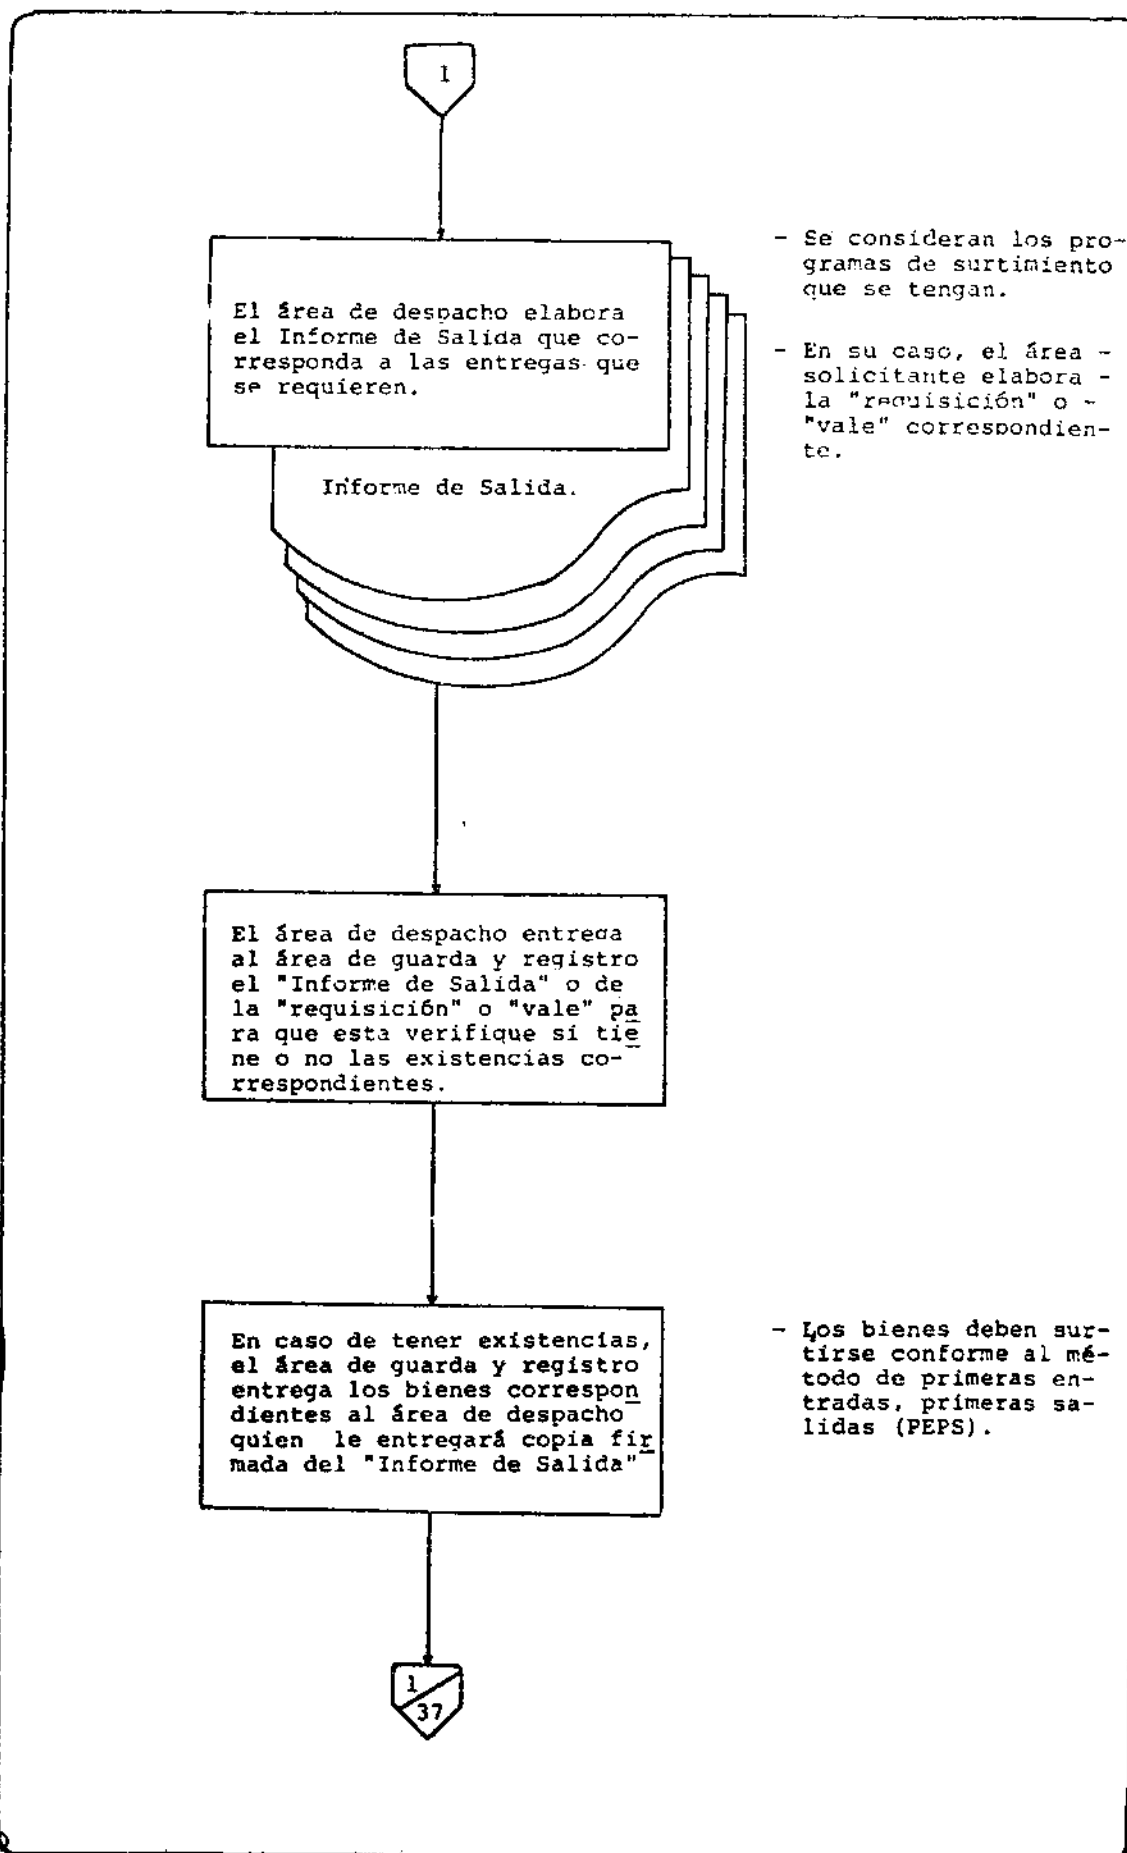 1
El área de despacho elabora
el Informe de Salida que co-
rresponda a las entregas que
se requieren.
- Se consideran los pro-
gramas de surtimiento
que se tengan.
- En su caso, el área -
solicitante elabora -
la "requisición" o -
"vale" correspondien-
te.
Informe de Salida.
El área de despacho entrega
al área de guarda y registro
el "Informe de Salida" o de
la "requisición" o "vale" pa
ra que esta verifique si tie
ne o no las existencias co-
rrespondientes.
En caso de tener existencias,
el área de guarda y registro
entrega los bienes correspon
dientes al área de despacho
quien le entregará copia fir
mada del "Informe de Salida"
- Los bienes deben sur-
tirse conforme al mé-
todo de primeras en-
tradas, primeras sa-
lidas (PEPS).
1
37